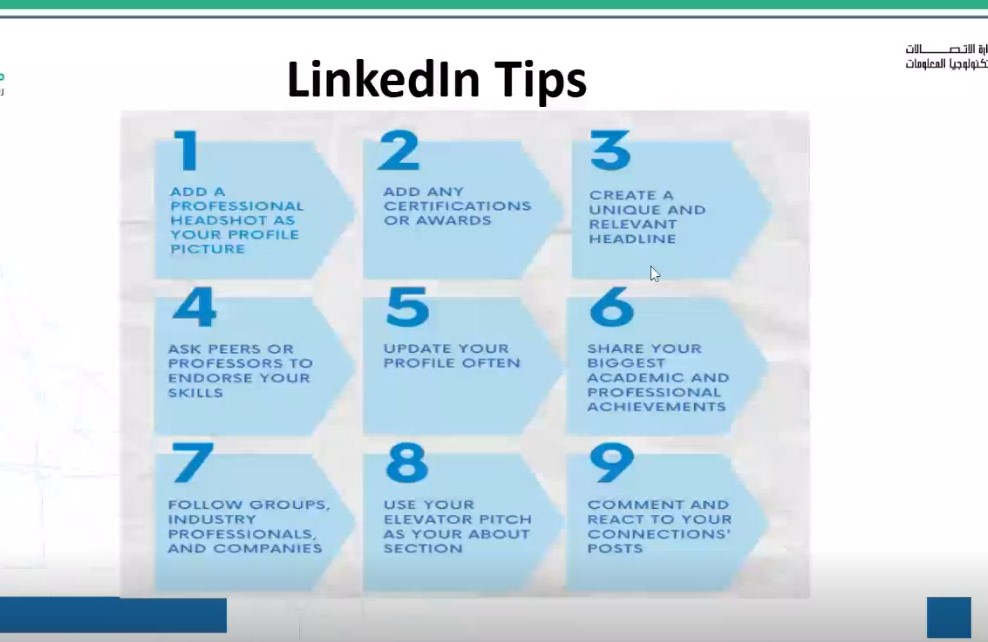 LinkedIn Tips
الاتصـــــالات
تكنولوجيا المعلومات
1
ADD A
PROFESSIONAL
HEADSHOT AS
YOUR PROFILE
PICTURE
2
ADD ANY
CERTIFICATIONS
OR AWARDS
3
CREATE A
UNIQUE AND
RELEVANT
HEADLINE
4
ASK PEERS OR
PROFESSORS TO
ENDORSE YOUR
SKILLS
5
UPDATE YOUR
PROFILE OFTEN
6
SHARE YOUR
BIGGEST
ACADEMIC AND
PROFESSIONAL
ACHIEVEMENTS
7
FOLLOW GROUPS,
INDUSTRY
PROFESSIONALS,
AND COMPANIES
8
USE YOUR
ELEVATOR PITCH
AS YOUR ABOUT
SECTION
9
COMMENT AND
REACT TO YOUR
CONNECTIONS'
POSTS